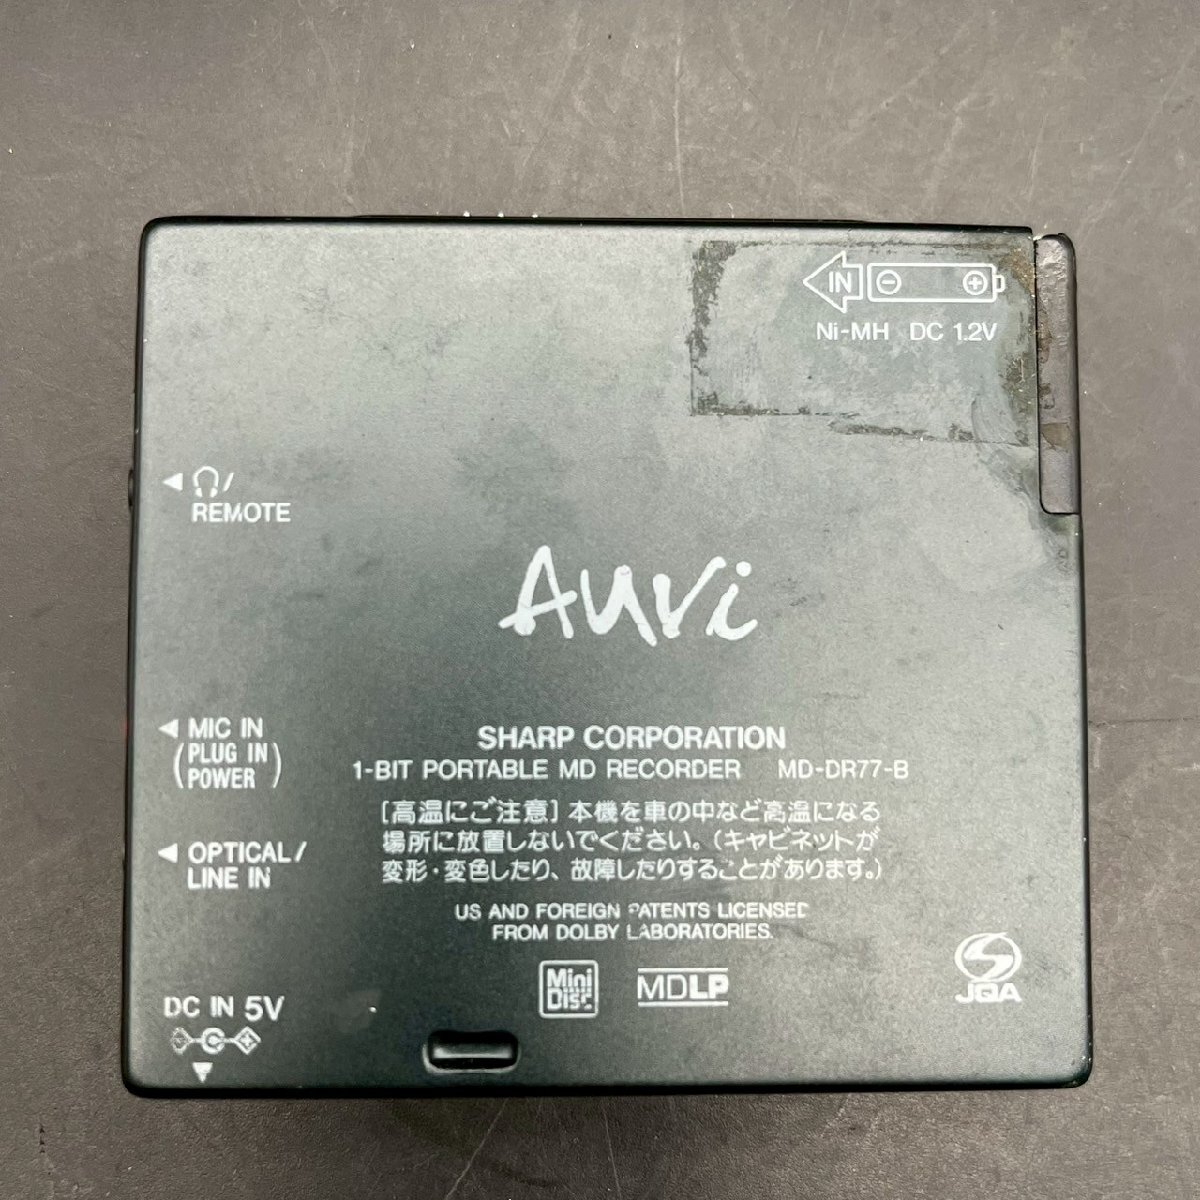 IN
Ni-MH DC 1.2V
/
REMOTE
Auvi
MIC IN
(PLUG IN
POWER)
SHARP CORPORATION
1-BIT PORTABLE MD RECORDER MD-DR77-B
[高温にご注意] 本機を車の中など高温になる
場所に放置しないでください。(キャビネットが
変形・変色したり、故障したりすることがあります。)
OPTICAL/
LINE IN
US AND FOREIGN PATENTS LICENSED
FROM DOLBY LABORATORIES.
Mini
Disc
MDLP
JQA
DC IN 5V